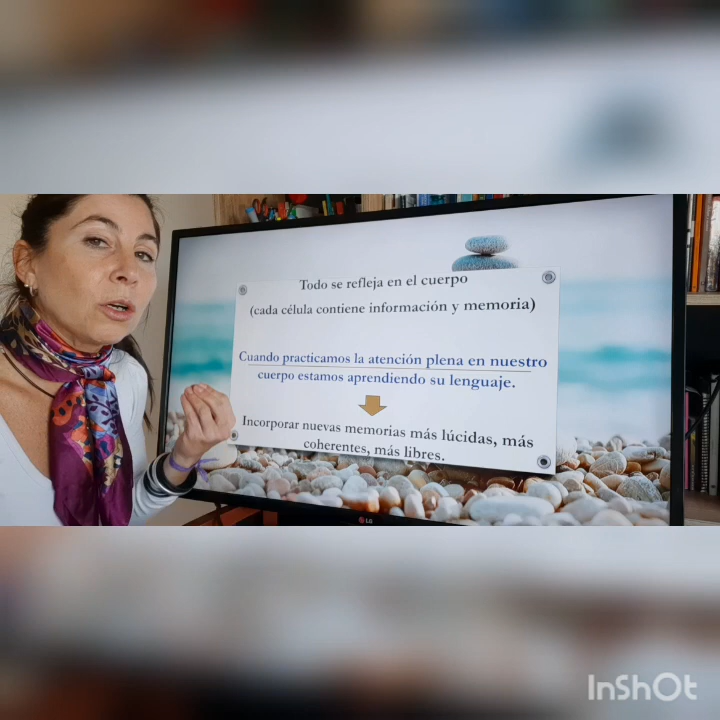 Todo se refleja en el cuerpo
(cada célula contiene información y memoria)
Cuando practicamos la atención plena en nuestro
cuerpo estamos aprendiendo su lenguaje.
Incorporar nuevas memorias más lúcidas, más
coherentes, más libres.
LG
InShOt